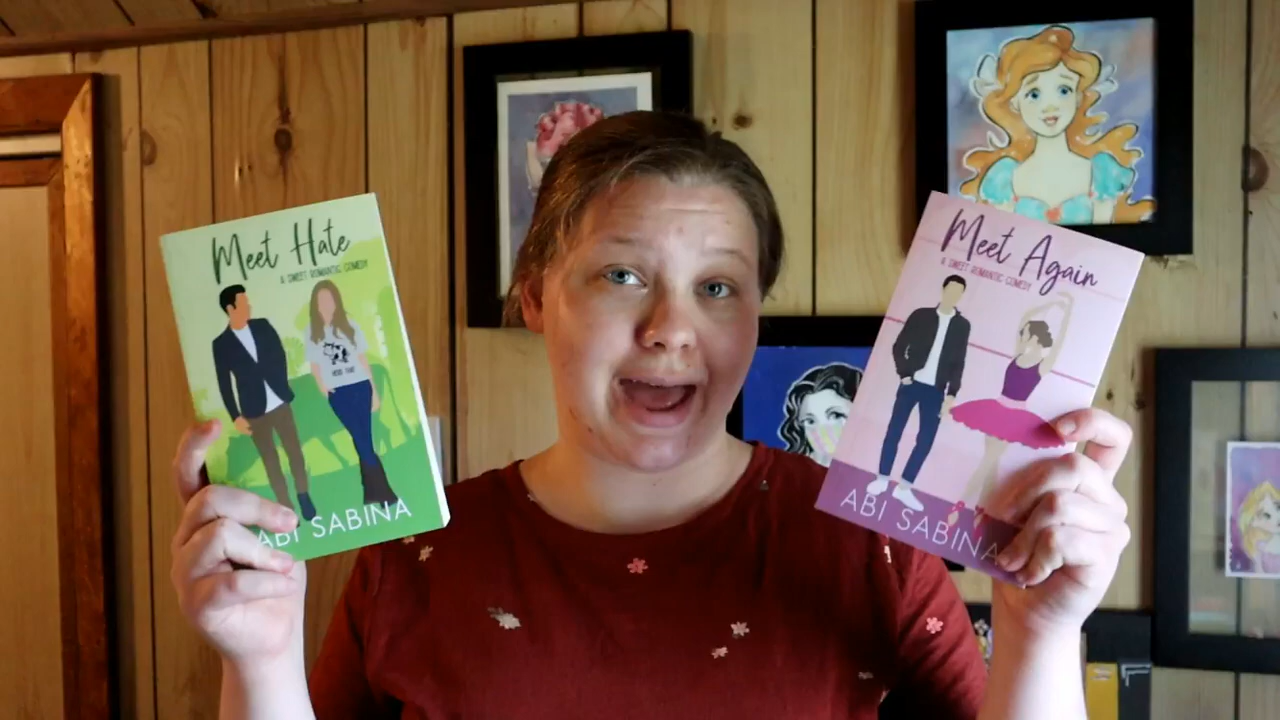 Meet Hate
A SWEET ROMANTIC COMEDY
ABI SABINA
Meet Again
A SWEET ROMANTIC COMEDY
ABI SABINA